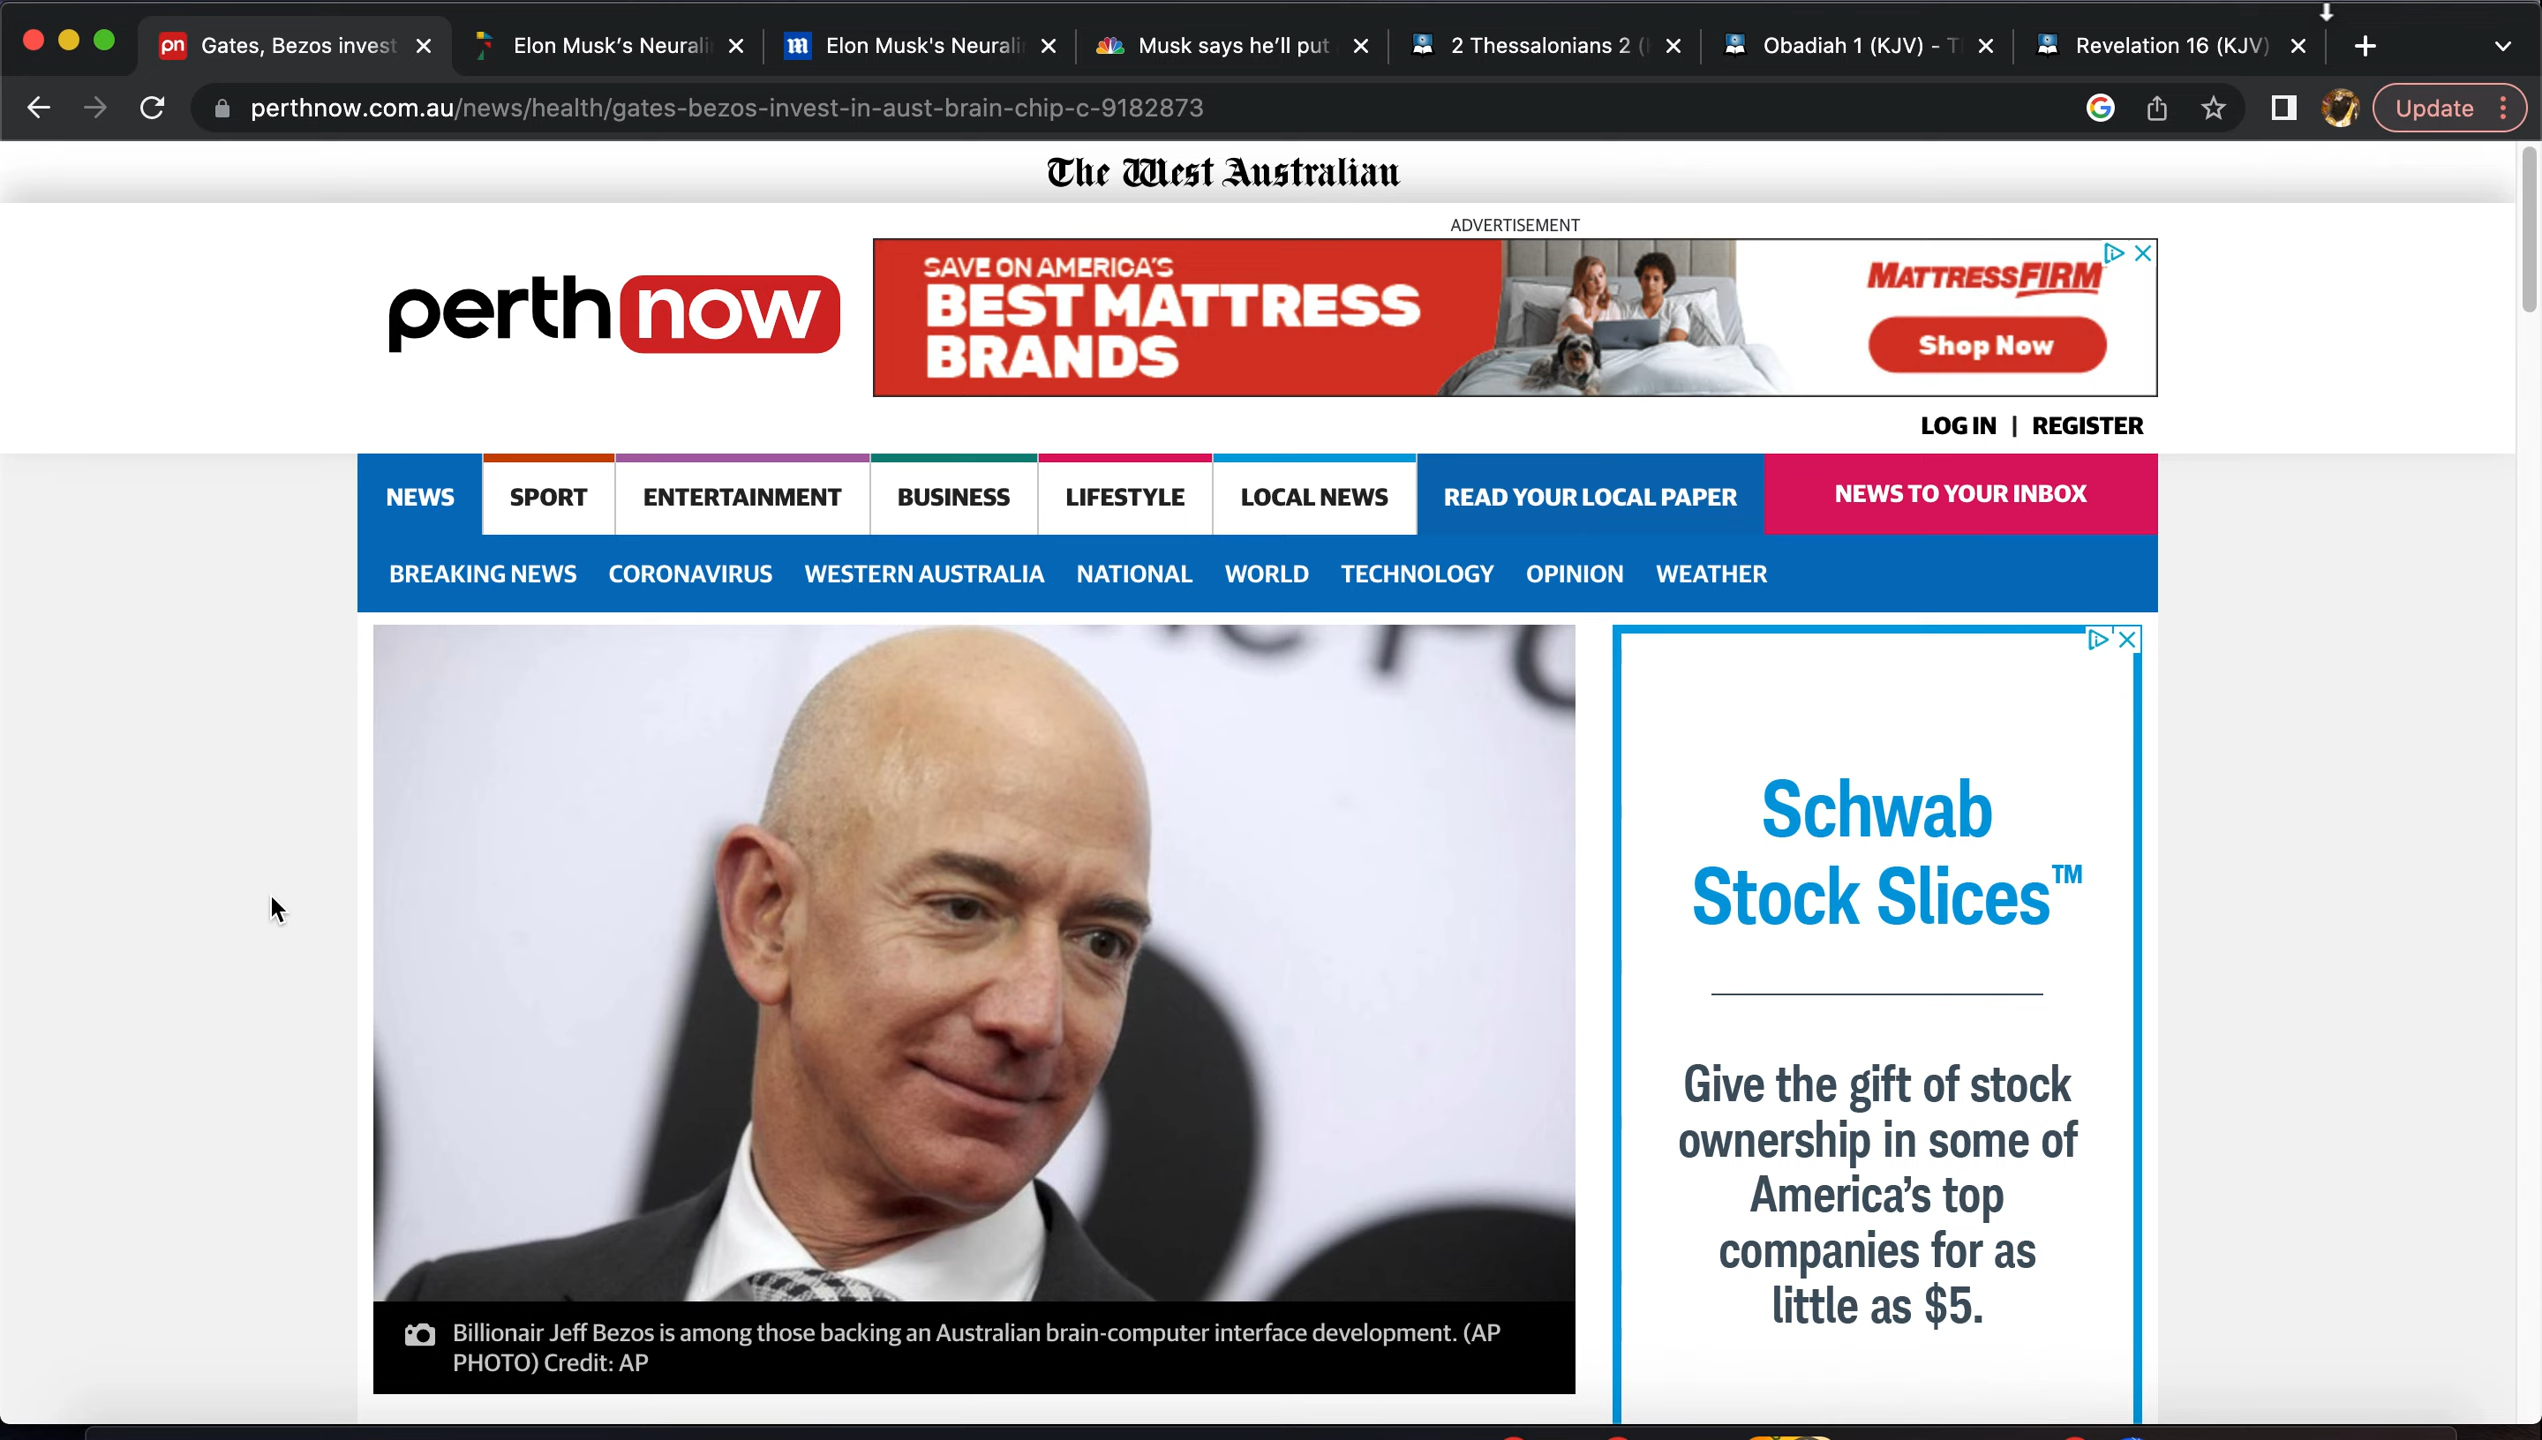 pn Gates, Bezos invest
Elon Musk's Neurali
m Elon Musk's Neurali
Musk says he'll put
2 Thessalonians 2 (
Obadiah 1 (KJV) - T
Revelation 16 (KJV)
perthnow.com.au/news/health/gates-bezos-invest-in-aust-brain-chip-c-9182873
G
Update
The West Australian
ADVERTISEMENT
perth now
SAVE ON AMERICA'S
BEST MATTRESS
BRANDS
MATTRESSFIRM
Shop Now
LOG IN | REGISTER
NEWS SPORT ENTERTAINMENT BUSINESS LIFESTYLE LOCAL NEWS READ YOUR LOCAL PAPER NEWS TO YOUR INBOX
BREAKING NEWS CORONAVIRUS WESTERN AUSTRALIA NATIONAL WORLD TECHNOLOGY OPINION WEATHER
Billionair Jeff Bezos is among those backing an Australian brain-computer interface development. (AP
PHOTO) Credit: AP
Schwab
Stock Slices™
Give the gift of stock
ownership in some of
America's top
companies for as
little as $5.